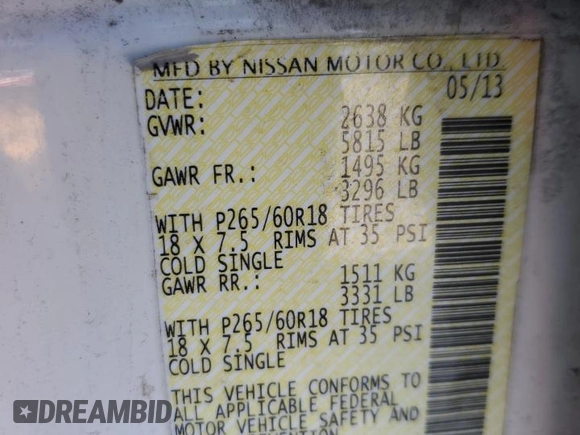 MFD BY NISSAN MOTOR CO., LTD
DATE: 05/13
GVWR: 2638 KG
5815 LB
GAWR FR.: 1495 KG
3296 LB
WITH P265/60R18 TIRES
18 X 7.5 RIMS AT 35 PSI
COLD SINGLE
GAWR RR.: 1511 KG
3331 LB
WITH P265/60R18 TIRES
18 X 7.5 RIMS AT 35 PSI
COLD SINGLE
THIS VEHICLE CONFORMS TO
ALL APPLICABLE FEDERAL
MOTOR VEHICLE SAFETY AND
DREAMBID